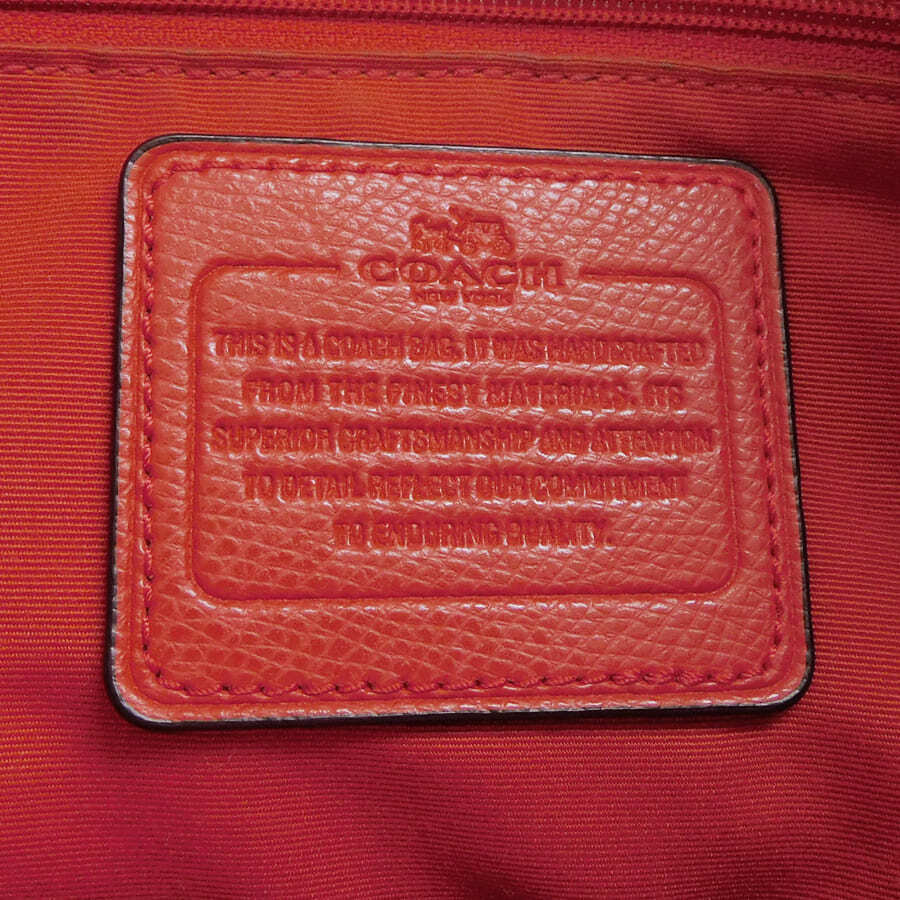 COACH
NEW YORK
THIS IS A COACH BAG. IT WAS HANDCRAFTED
FROM THE FINEST MATERIALS. ITS
SUPERIOR CRAFTSMANSHIP AND ATTENTION
TO DETAIL REFLECT OUR COMMITMENT
TO ENDURING QUALITY.